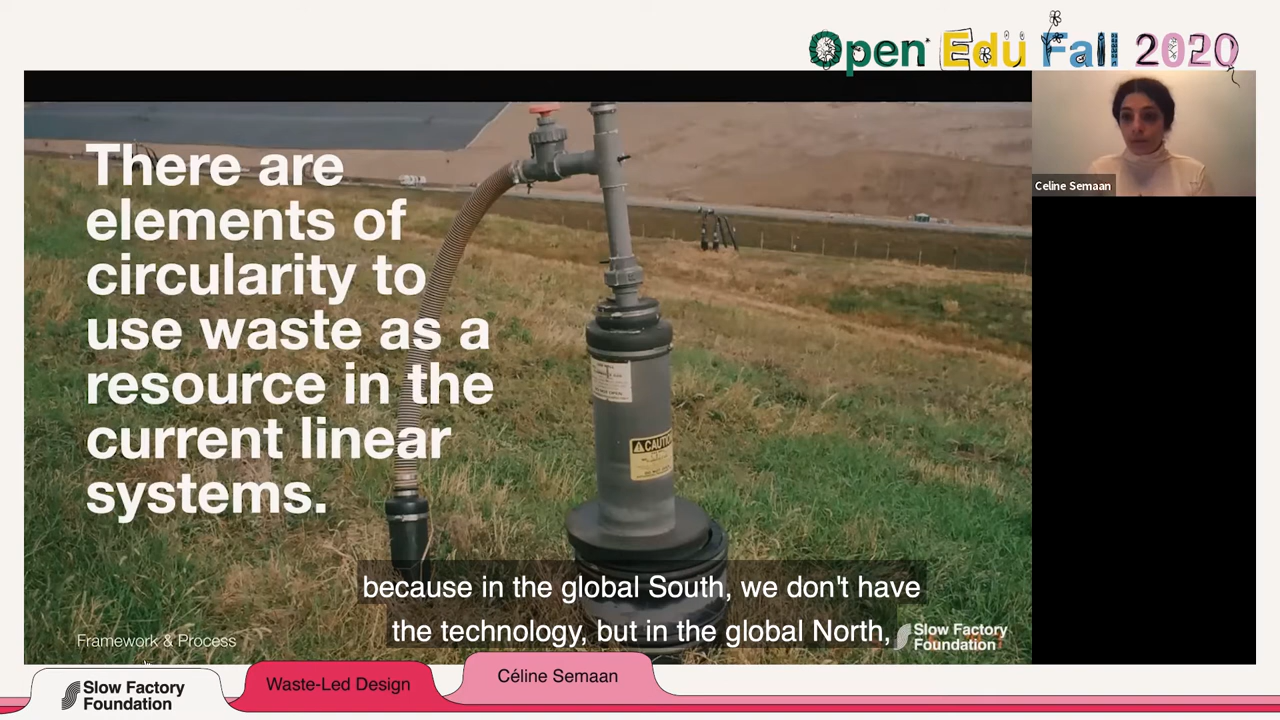 Open Edu Fall 2020
There are
elements of
circularity to
use waste as a
resource in the
current linear
systems.
Celine Semaan
CAUTION
because in the global South, we don't have
the technology, but in the global North,
Framework & Process
Slow Factory
Foundation
Slow Factory
Foundation
Waste-Led Design
Céline Semaan